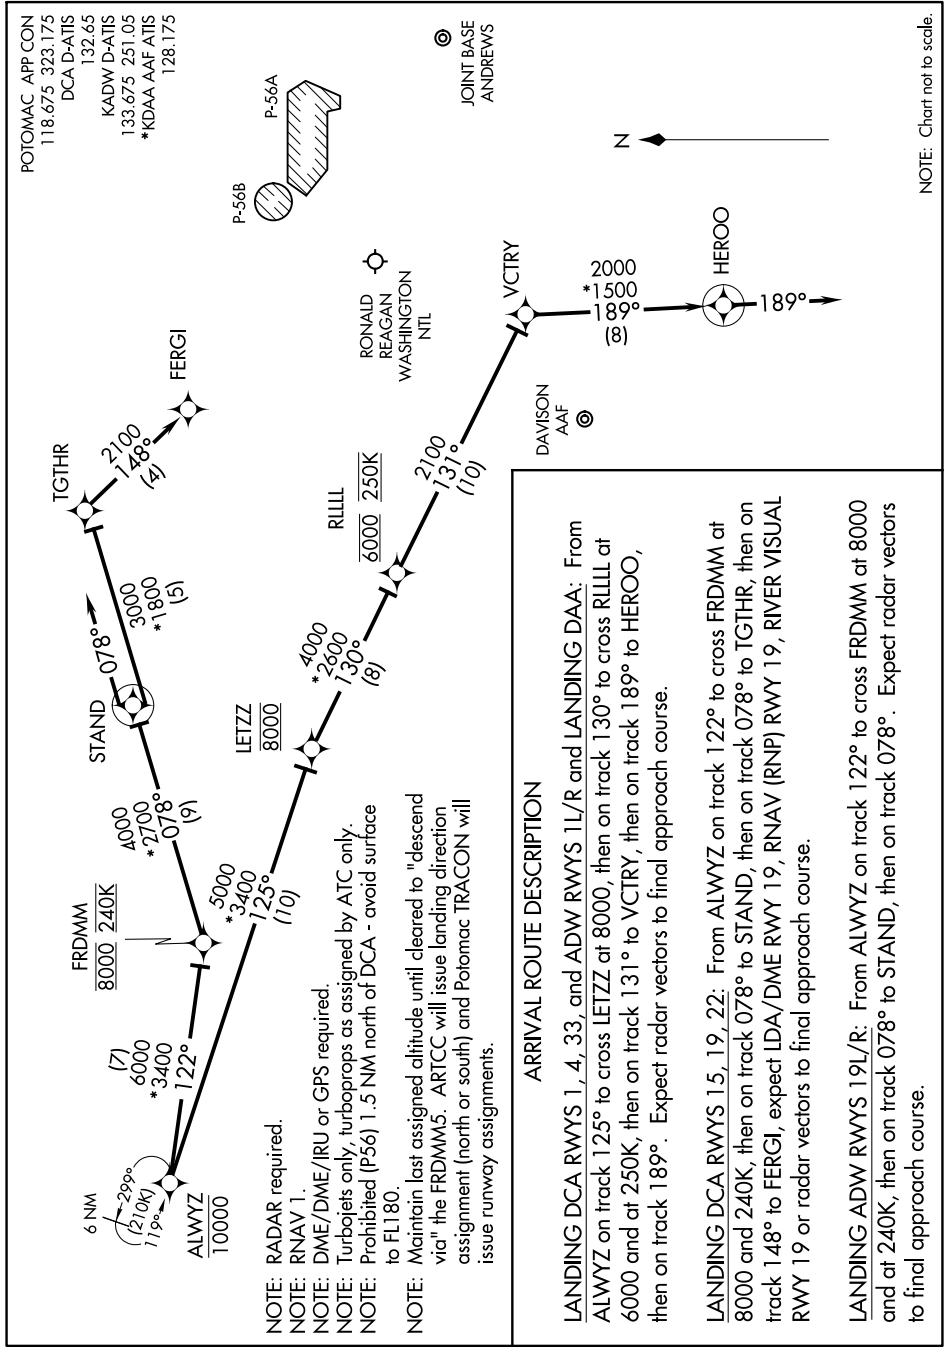 POTOMAC APP CON
118.675 323.175
DCA D-ATIS
132.65
KADW D-ATIS
133.675 251.05
*KDAA AAF ATIS
128.175
P-56B
P-56A
JOINT BASE
ANDREWS
N
NOTE: Chart not to scale.
RONALD
REAGAN
WASHINGTON
NTL
DAVISON
AAF
6 NM
299°
(210K)
119°
ALWYZ
10000
(7)
6000
*3400
122°
FRDMM
8000 240K
4000
*2700
078°
(9)
STAND
078°
3000
*1800
(5)
TGTHR
2100
148°
(4)
FERGI
5000
*3400
125°
(10)
LETZZ
8000
4000
*2600
130°
(8)
RLLLL
6000 250K
2100
131°
(10)
VCTRY
2000
*1500
189°
(8)
HEROO
189°
NOTE: RADAR required.
NOTE: RNAV 1.
NOTE: DME/DME/IRU or GPS required.
NOTE: Turbojets only, turboprops as assigned by ATC only.
NOTE: Prohibited (P56) 1.5 NM north of DCA - avoid surface
to FL180.
NOTE: Maintain last assigned altitude until cleared to "descend
via" the FRDMM5. ARTCC will issue landing direction
assignment (north or south) and Potomac TRACON will
issue runway assignments.
ARRIVAL ROUTE DESCRIPTION
LANDING DCA RWYS 1, 4, 33, and ADW RWYS 1L/R and LANDING DAA: From
ALWYZ on track 125° to cross LETZZ at 8000, then on track 130° to cross RLLLL at
6000 and at 250K, then on track 131° to VCTRY, then on track 189° to HEROO,
then on track 189°. Expect radar vectors to final approach course.
LANDING DCA RWYS 15, 19, 22: From ALWYZ on track 122° to cross FRDMM at
8000 and 240K, then on track 078° to STAND, then on track 078° to TGTHR, then on
track 148° to FERGI, expect LDA/DME RWY 19, RNAV (RNP) RWY 19, RIVER VISUAL
RWY 19 or radar vectors to final approach course.
LANDING ADW RWYS 19L/R: From ALWYZ on track 122° to cross FRDMM at 8000
and at 240K, then on track 078° to STAND, then on track 078°. Expect radar vectors
to final approach course.